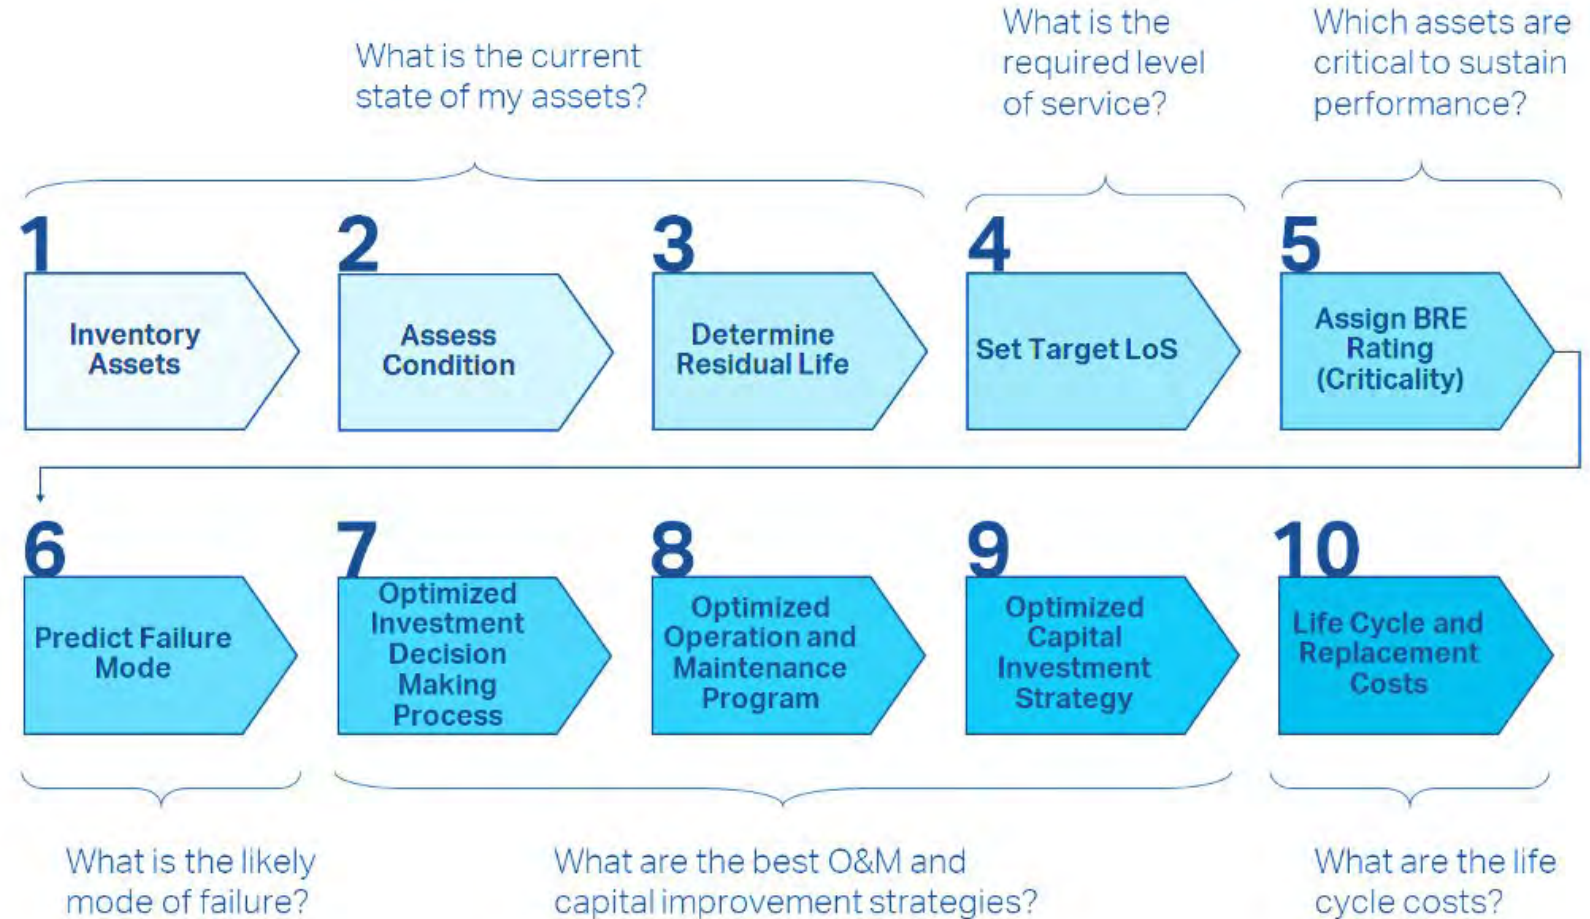 What is the current
state of my assets?
What is the
required level
of service?
Which assets are
critical to sustain
performance?
1
Inventory
Assets
2
Assess
Condition
3
Determine
Residual Life
4
Set Target LoS
5
Assign BRE
Rating
(Criticality)
6
Predict Failure
Mode
7
Optimized
Investment
Decision
Making
Process
8
Optimized
Operation and
Maintenance
Program
9
Optimized
Capital
Investment
Strategy
10
Life Cycle and
Replacement
Costs
What is the likely
mode of failure?
What are the best O&M and
capital improvement strategies?
What are the life
cycle costs?